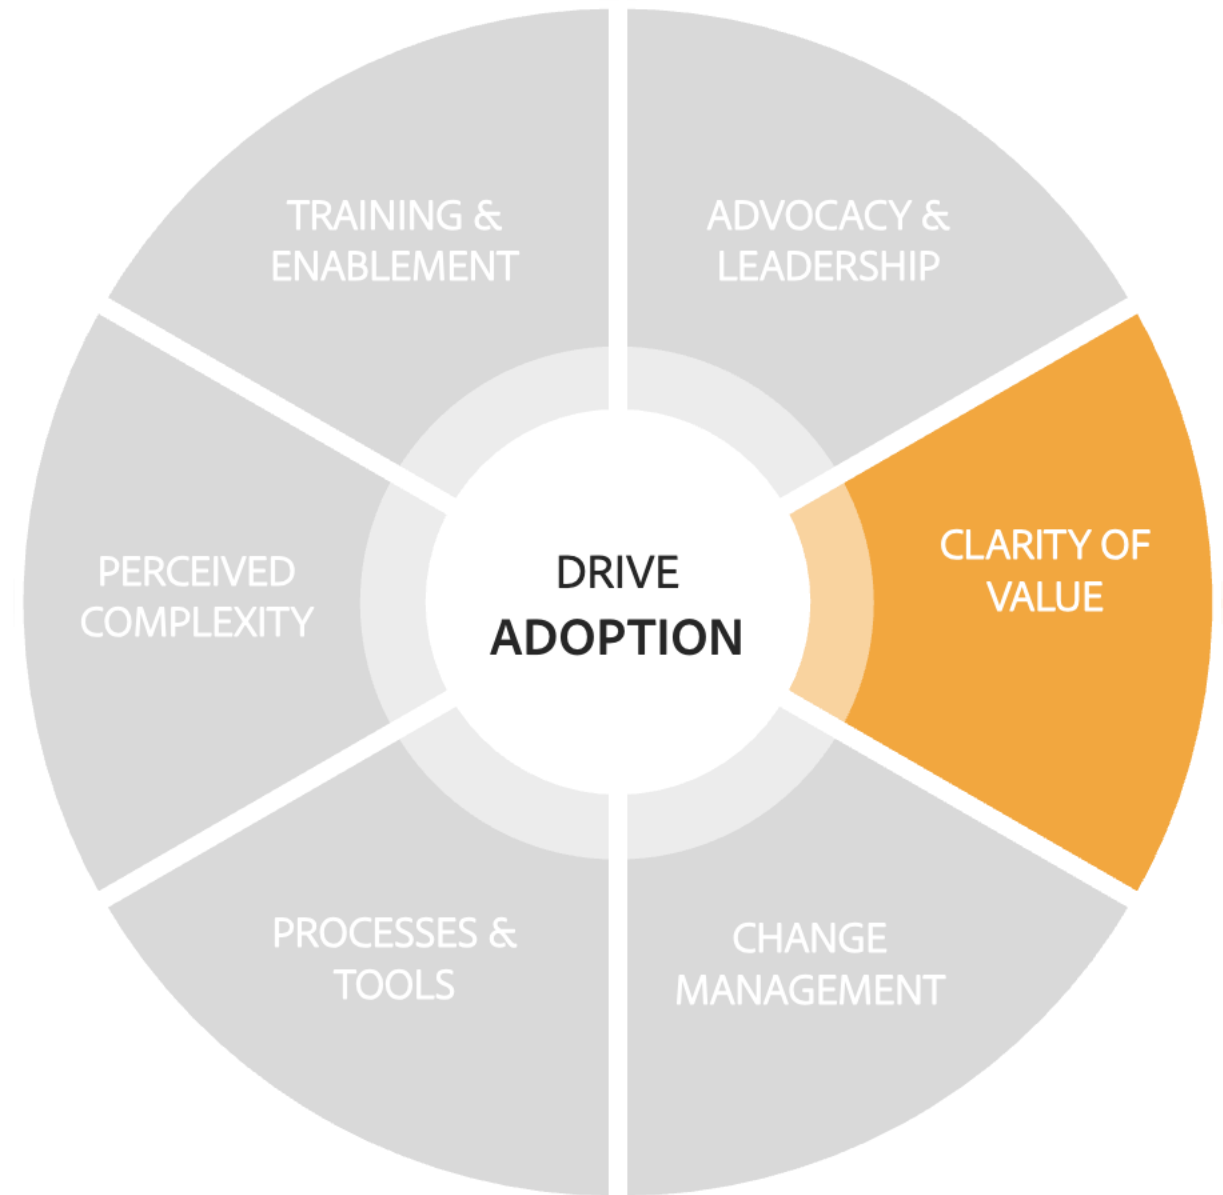 TRAINING &
ENABLEMENT
ADVOCACY &
LEADERSHIP
PERCEIVED
COMPLEXITY
DRIVE
ADOPTION
CLARITY OF
VALUE
PROCESSES &
TOOLS
CHANGE
MANAGEMENT